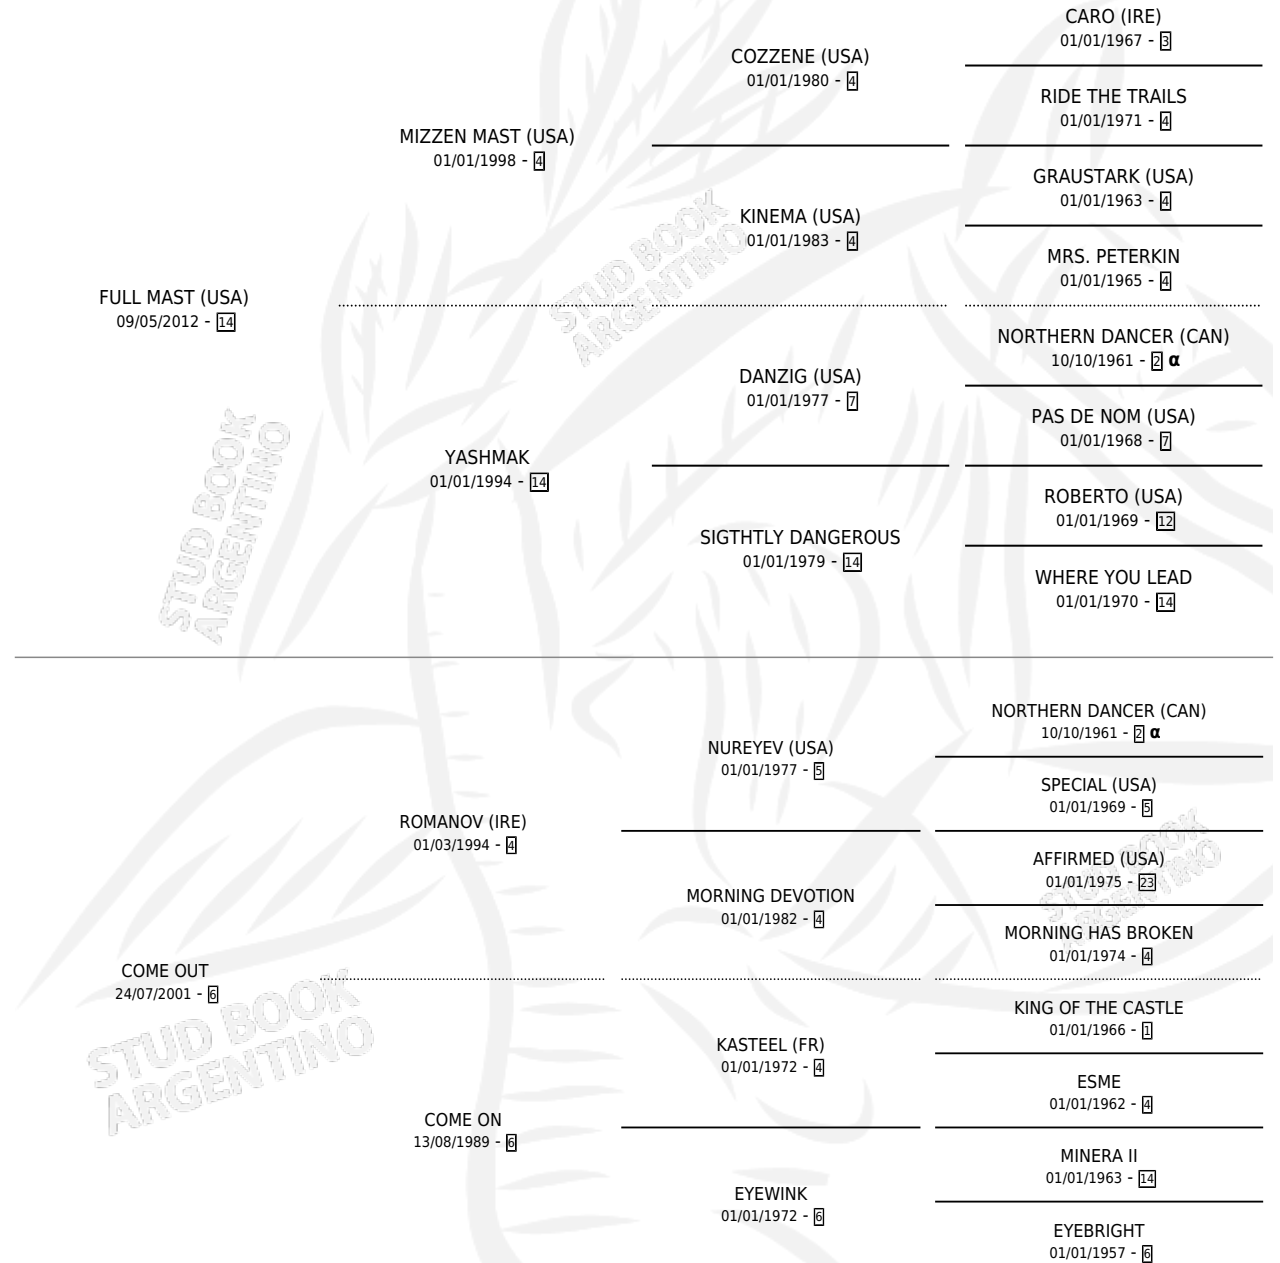 CARO (IRE)
01/01/1967 - 3
COZZENE (USA)
01/01/1980 - 4
RIDE THE TRAILS
01/01/1971 - 4
MIZZEN MAST (USA)
01/01/1998 - 4
GRAUSTARK (USA)
01/01/1963 - 4
KINEMA (USA)
01/01/1983 - 4
MRS. PETERKIN
01/01/1965 - 4
FULL MAST (USA)
09/05/2012 - 14
NORTHERN DANCER (CAN)
10/10/1961 - 2 α
DANZIG (USA)
01/01/1977 - 7
PAS DE NOM (USA)
01/01/1968 - 7
YASHMAK
01/01/1994 - 14
ROBERTO (USA)
01/01/1969 - 12
SIGTHTLY DANGEROUS
01/01/1979 - 14
WHERE YOU LEAD
01/01/1970 - 14
NORTHERN DANCER (CAN)
10/10/1961 - 2 α
NUREYEV (USA)
01/01/1977 - 5
SPECIAL (USA)
01/01/1969 - 5
ROMANOV (IRE)
01/03/1994 - 4
AFFIRMED (USA)
01/01/1975 - 23
MORNING DEVOTION
01/01/1982 - 4
MORNING HAS BROKEN
01/01/1974 - 4
COME OUT
24/07/2001 - 6
KING OF THE CASTLE
01/01/1966 - 1
KASTEEL (FR)
01/01/1972 - 4
ESME
01/01/1962 - 4
COME ON
13/08/1989 - 6
MINERA II
01/01/1963 - 14
EYEWINK
01/01/1972 - 6
EYEBRIGHT
01/01/1957 - 6
STUD BOOK
ARGENTINO
STUD BOOK
ARGENTINO
STUD BOOK
ARGENTINO
STUD BOOK
ARGENTINO